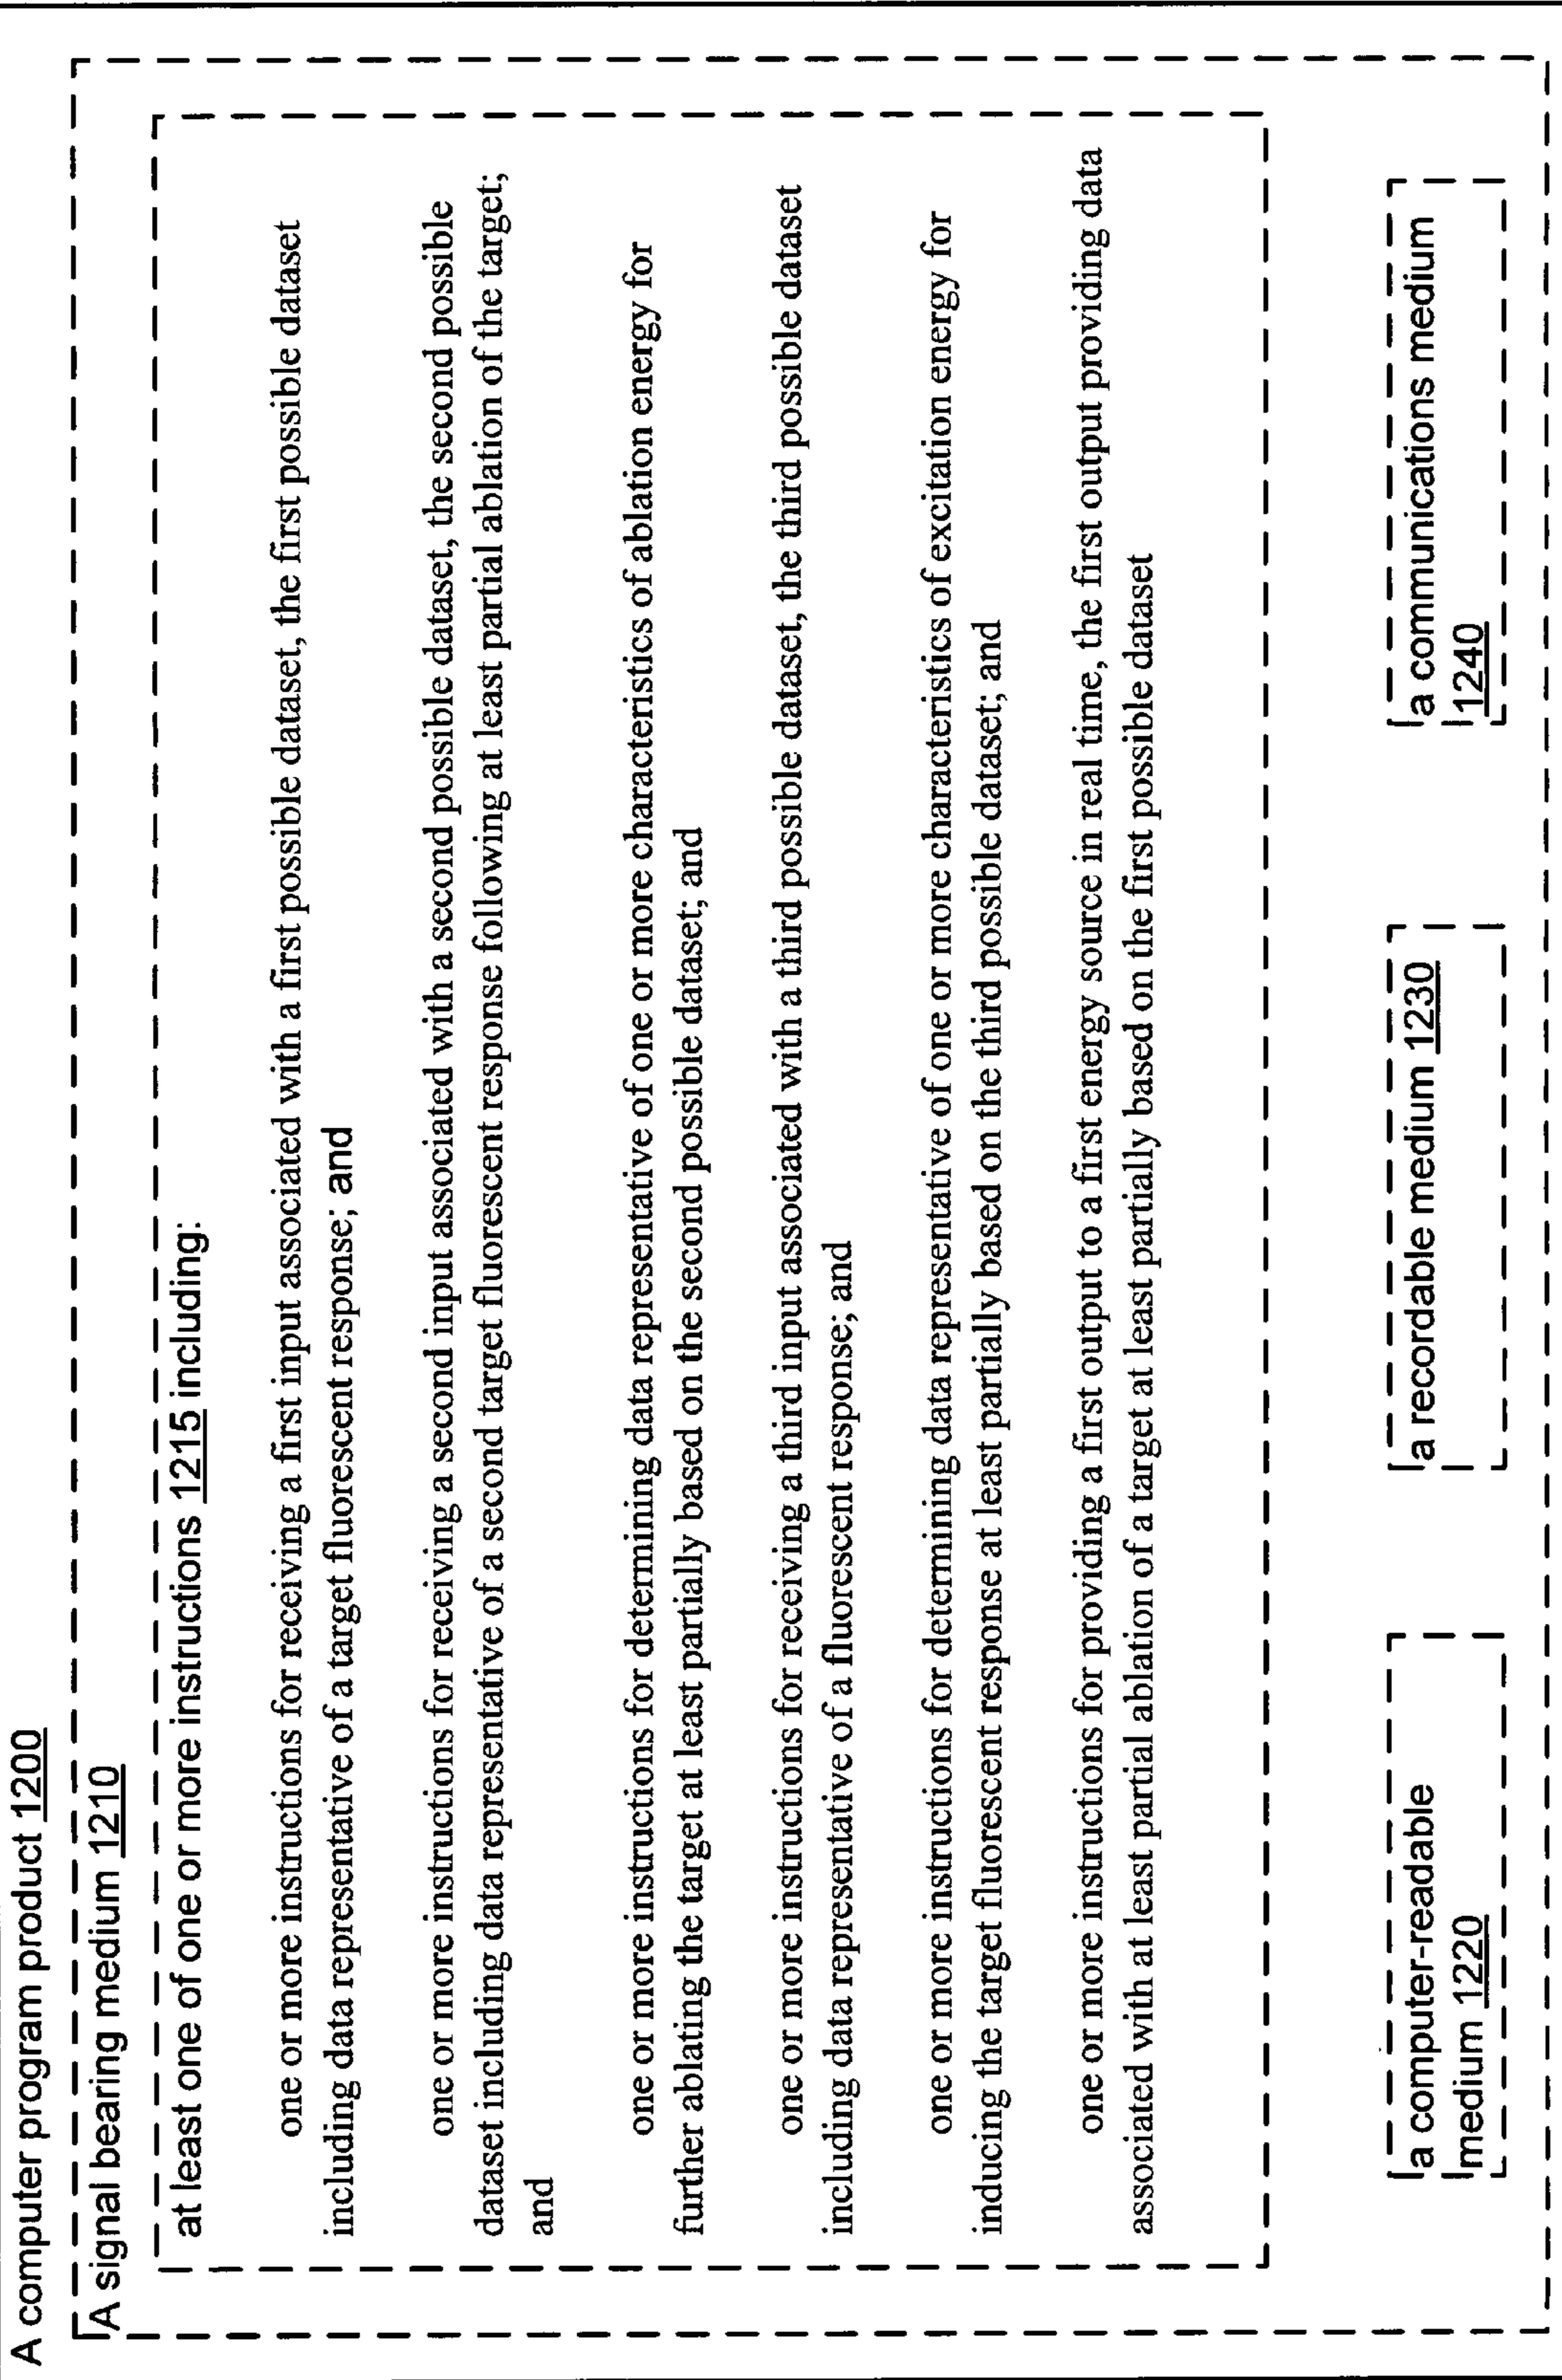 A computer program product 1200
A signal bearing medium 1210
at least one of one or more instructions 1215 including:
one or more instructions for receiving a first input associated with a first possible dataset, the first possible dataset
including data representative of a target fluorescent response; and
one or more instructions for receiving a second input associated with a second possible dataset, the second possible
dataset including data representative of a second target fluorescent response following at least partial ablation of the target;
and
one or more instructions for determining data representative of one or more characteristics of ablation energy for
further ablating the target at least partially based on the second possible dataset; and
one or more instructions for receiving a third input associated with a third possible dataset, the third possible dataset
including data representative of a fluorescent response; and
one or more instructions for determining data representative of one or more characteristics of excitation energy for
inducing the target fluorescent response at least partially based on the third possible dataset; and
one or more instructions for providing a first output to a first energy source in real time, the first output providing data
associated with at least partial ablation of a target at least partially based on the first possible dataset
a computer-readable
medium 1220
a recordable medium 1230
a communications medium
1240